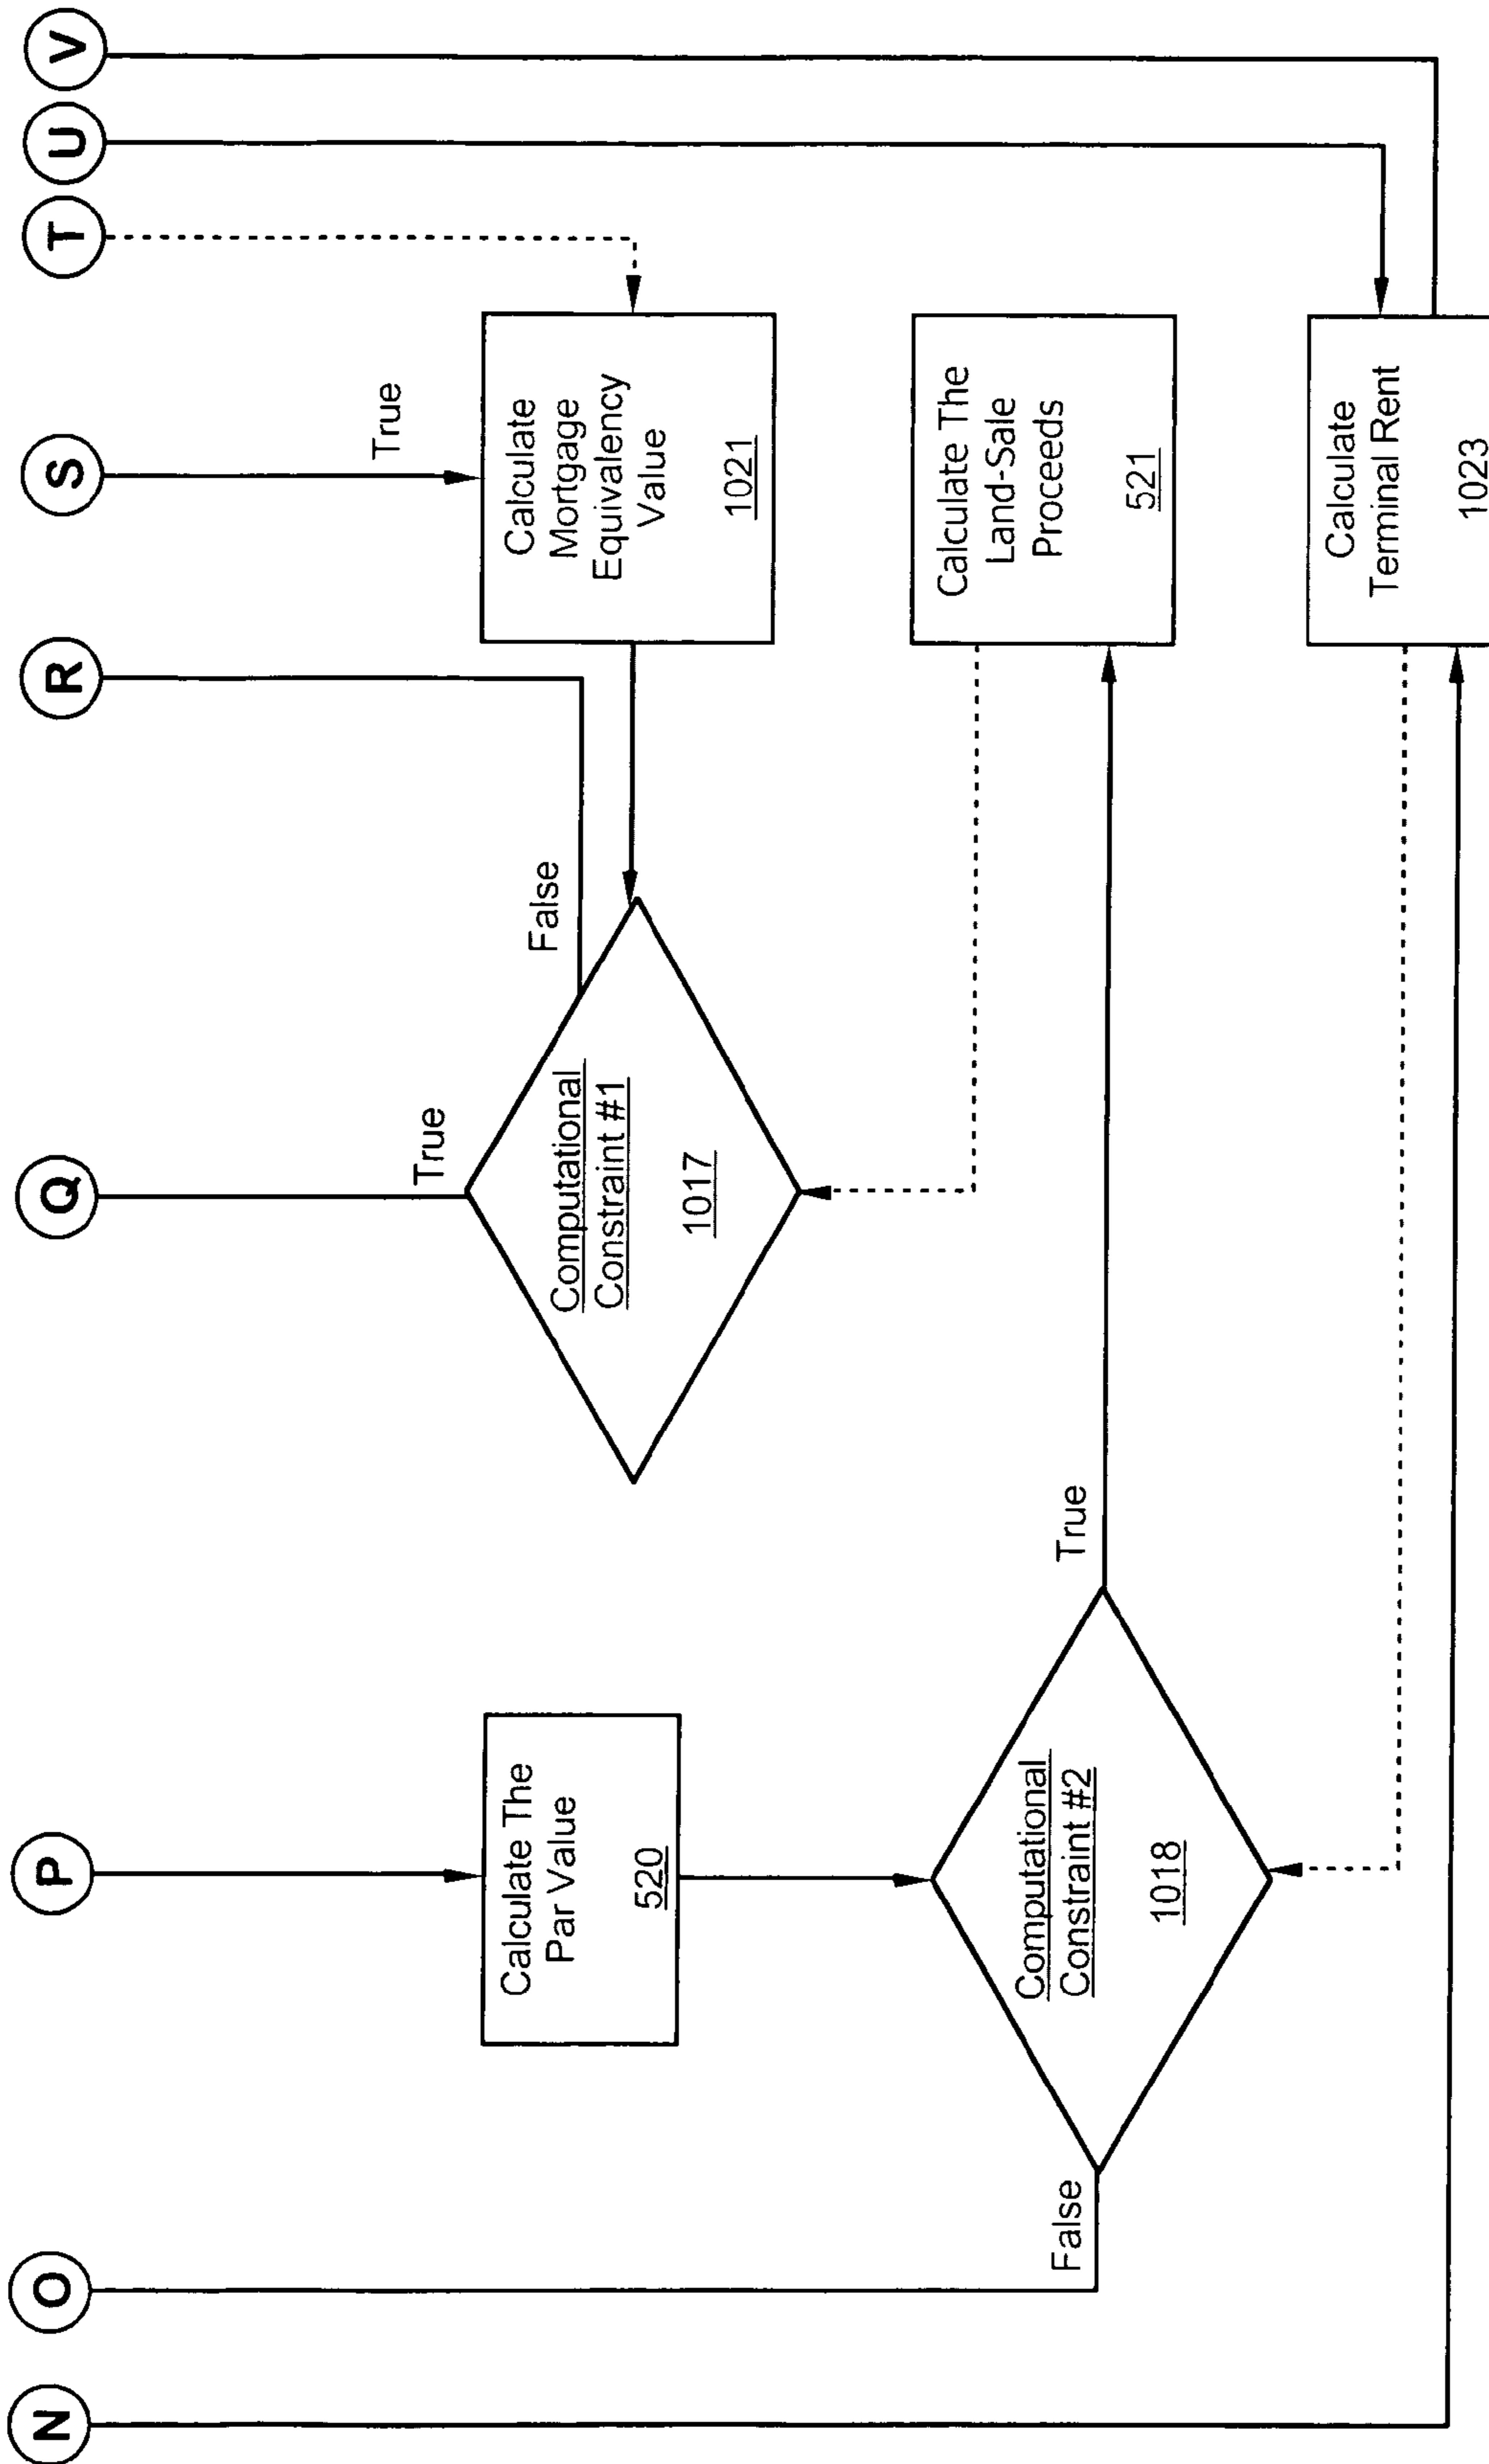 N
O
P
Q
R
S
T
U
V
True
True
False
Calculate
Mortgage
Equivalency
Value
1021
Calculate The
Par Value
520
Computational
Constraint #1
1017
False
Computational
Constraint #2
1018
True
Calculate The
Land-Sale
Proceeds
521
Calculate
Terminal Rent
1023